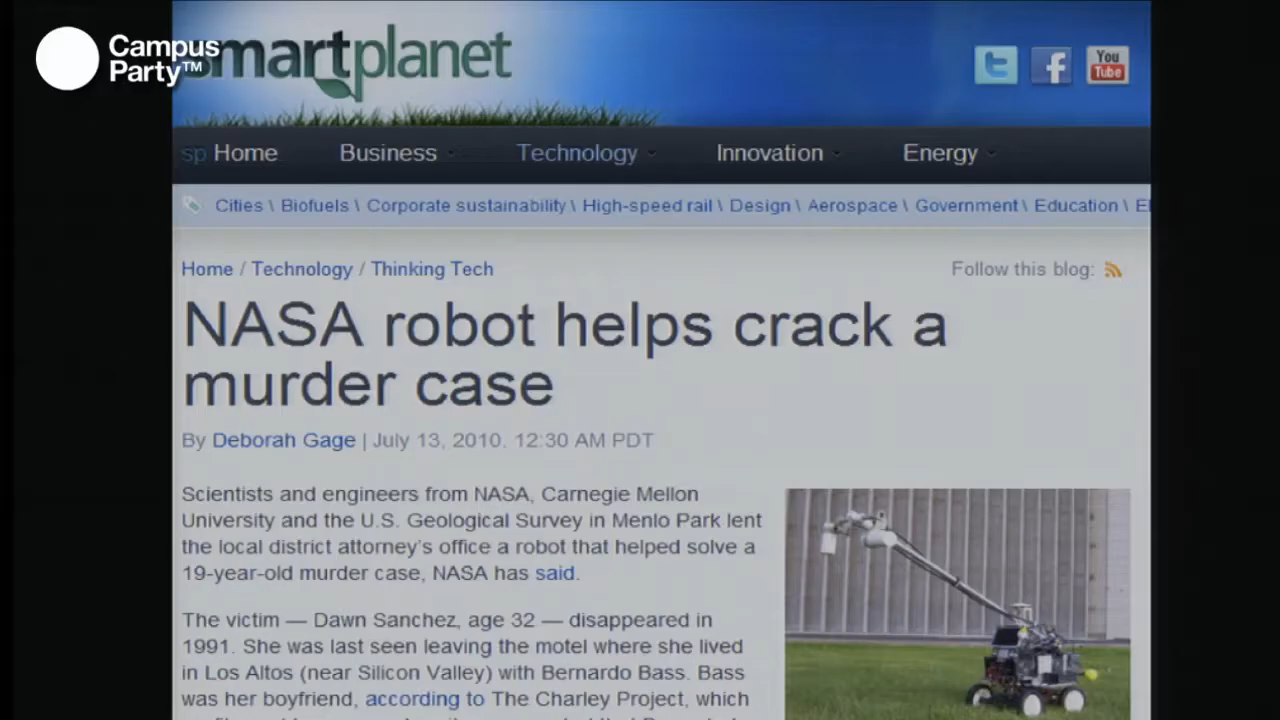 Campus
Party™
smartplanet
You
Tube
sp Home Business Technology Innovation Energy
Cities \ Biofuels \ Corporate sustainability \ High-speed rail \ Design \ Aerospace \ Government \ Education \
Home / Technology / Thinking Tech
Follow this blog:
NASA robot helps crack a
murder case
By Deborah Gage | July 13, 2010, 12:30 AM PDT
Scientists and engineers from NASA, Carnegie Mellon
University and the U.S. Geological Survey in Menlo Park lent
the local district attorney's office a robot that helped solve a
19-year-old murder case, NASA has said.
The victim — Dawn Sanchez, age 32 — disappeared in
1991. She was last seen leaving the motel where she lived
in Los Altos (near Silicon Valley) with Bernardo Bass. Bass
was her boyfriend, according to The Charley Project, which